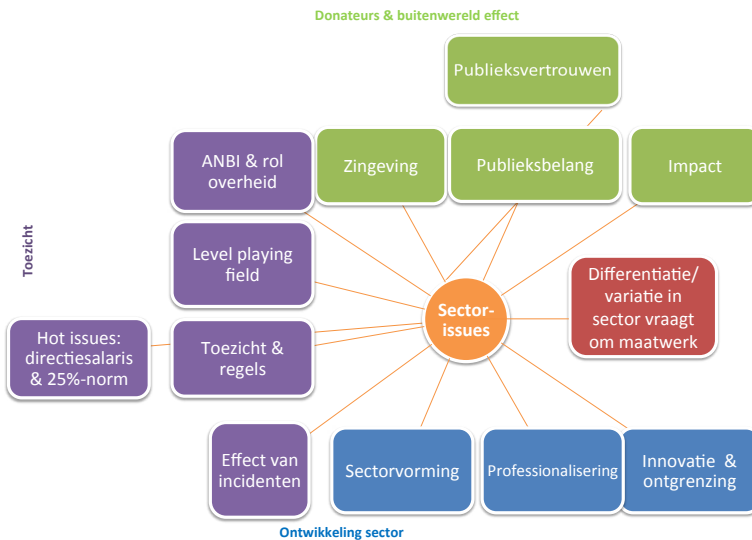 Donateurs & buitenwereld effect
Publieksvertrouwen
ANBI & rol
overheid
Zingeving
Publieksbelang
Impact
Toezicht
Level playing
field
Sector-
issues
Differentiatie/
variatie in
sector vraagt
om maatwerk
Hot issues:
directiesalaris
& 25%-norm
Toezicht &
regels
Effect van
incidenten
Sectorvorming
Professionalisering
Innovatie &
ontgrenzing
Ontwikkeling sector